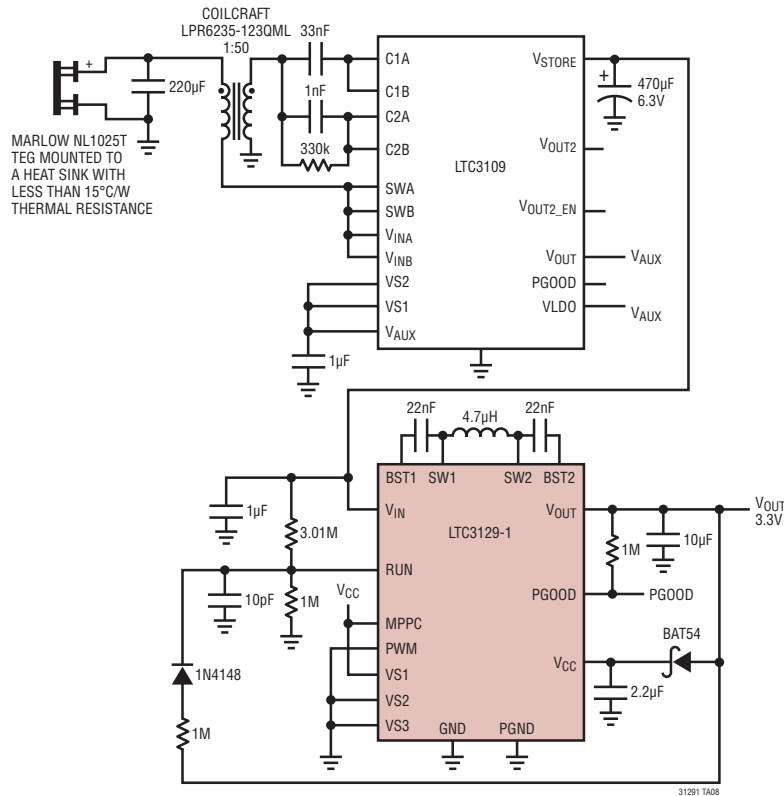 COILCRAFT
LPR6235-123QML
1:50
33nF
+
220µF
1nF
330k
MARLOW NL1025T
TEG MOUNTED TO
A HEAT SINK WITH
LESS THAN 15°C/W
THERMAL RESISTANCE
C1A
C1B
C2A
C2B
SWA
SWB
VINA
VINB
VS2
VS1
VAUX
1µF
LTC3109
VSTORE
VOUT2
VOUT2_EN
VOUT
PGOOD
VLDO
VAUX
VAUX
+
470µF
6.3V
22nF
4.7µH
22nF
BST1
SW1
SW2
BST2
VIN
LTC3129-1
VOUT
VOUT
3.3V
1µF
3.01M
1M
10µF
RUN
10pF
1M
VCC
PGOOD
PGOOD
MPPC
PWM
VS1
VS2
VS3
VCC
BAT54
2.2µF
1N4148
1M
GND
PGND
31291 TA08